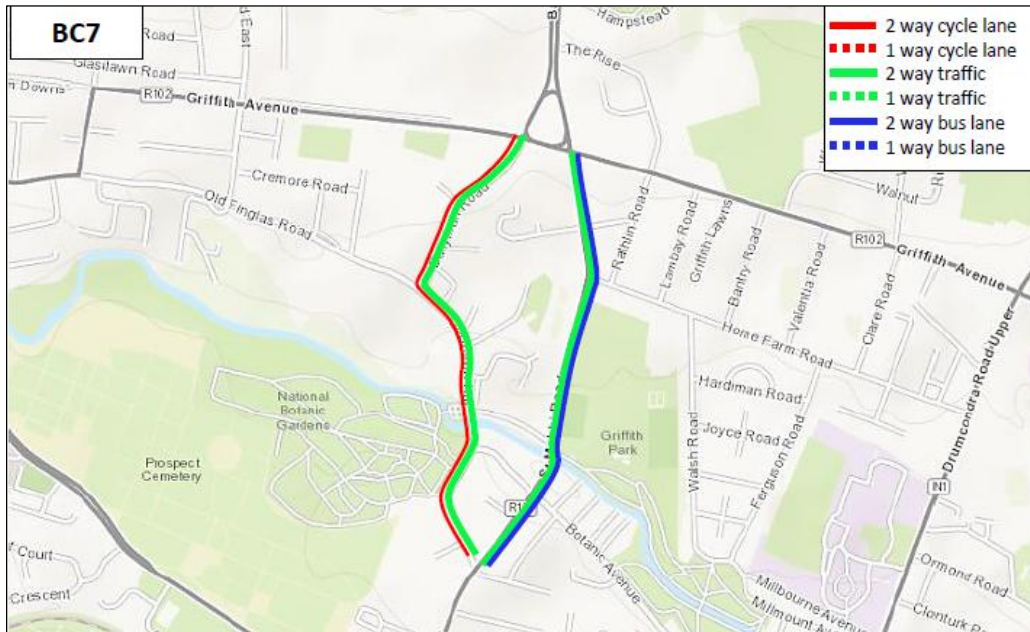 BC7
2 way cycle lane
1 way cycle lane
2 way traffic
1 way traffic
2 way bus lane
1 way bus lane
Hampstead
The Rise
Road
Glasilawn Road
Downs
East
R102
Griffith Avenue
Cremore Road
Old Finglas Road
Walnut
Rathlin Road
Lambay Road
Griffith Lawns
Bantry Road
Valentia Road
Clare Road
R102
Griffith Avenue
Home Farm Road
Drumcondra Road Upper
National
Botanic
Gardens
Hardiman Road
Joyce Road
Walsh Road
Ferguson Road
Griffith
Park
Prospect
Cemetery
IN1
Botanic Avenue
Court
Crescent
Millbourne Avenue
Ormond Road
Clonturk